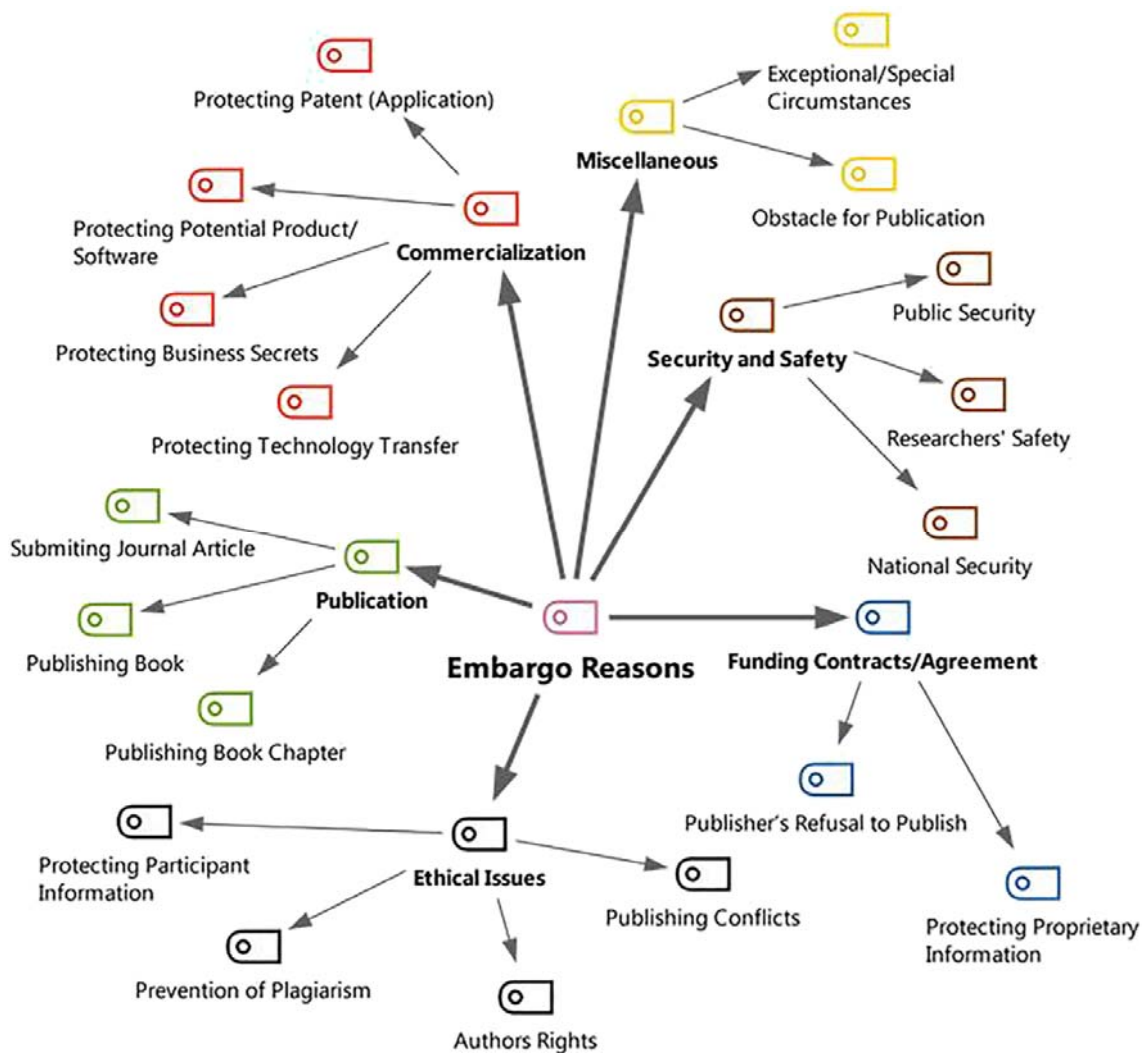 Protecting Patent (Application)
Exceptional/Special
Circumstances
Miscellaneous
Protecting Potential Product/
Software
Commercialization
Obstacle for Publication
Public Security
Protecting Business Secrets
Security and Safety
Researchers' Safety
Protecting Technology Transfer
Submiting Journal Article
National Security
Publication
Publishing Book
Embargo Reasons
Funding Contracts/Agreement
Publishing Book Chapter
Publisher's Refusal to Publish
Protecting Participant
Information
Ethical Issues
Publishing Conflicts
Protecting Proprietary
Information
Prevention of Plagiarism
Authors Rights